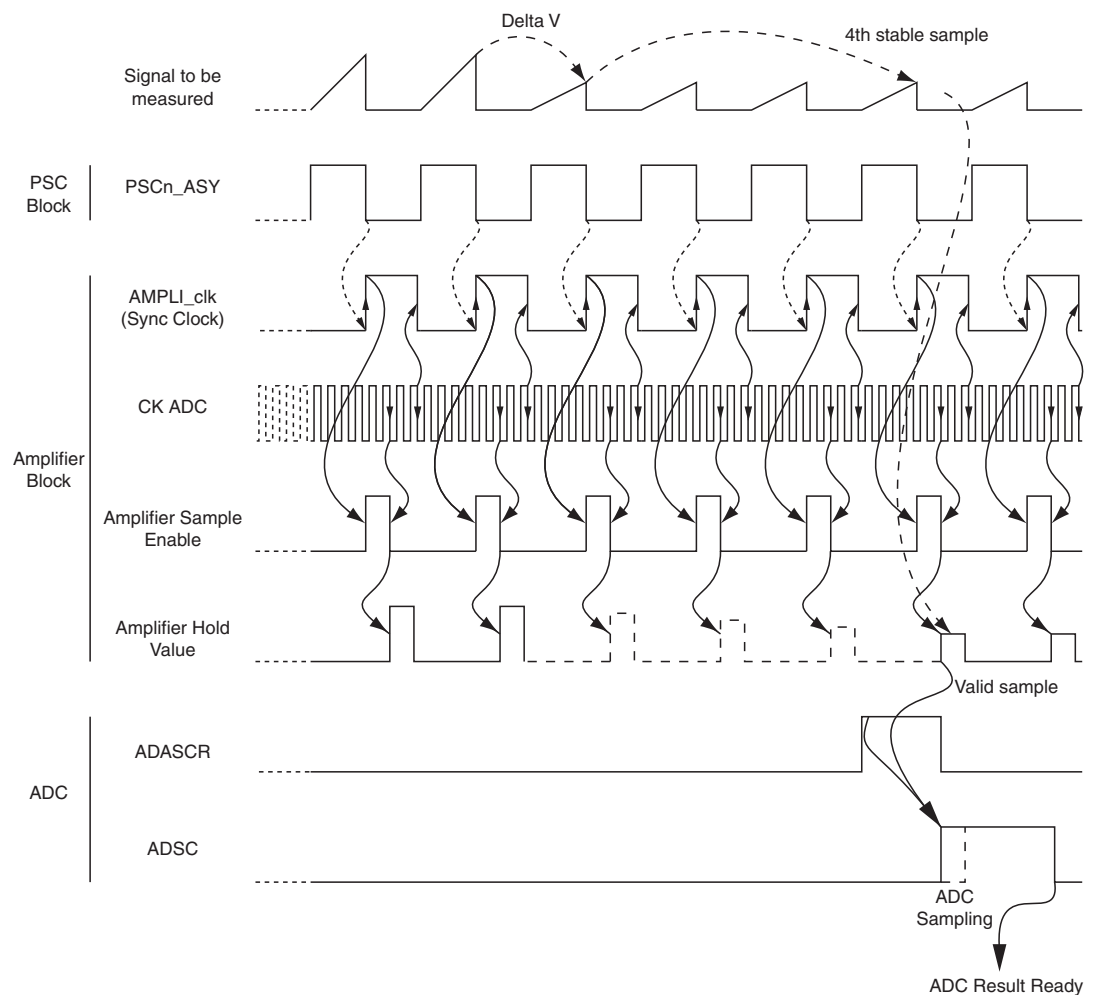 Delta V
4th stable sample
Signal to be
measured
PSC
Block
PSCn_ASY
AMPLI_clk
(Sync Clock)
CK ADC
Amplifier
Block
Amplifier Sample
Enable
Amplifier Hold
Value
Valid sample
ADASCR
ADC
ADSC
ADC
Sampling
ADC Result Ready